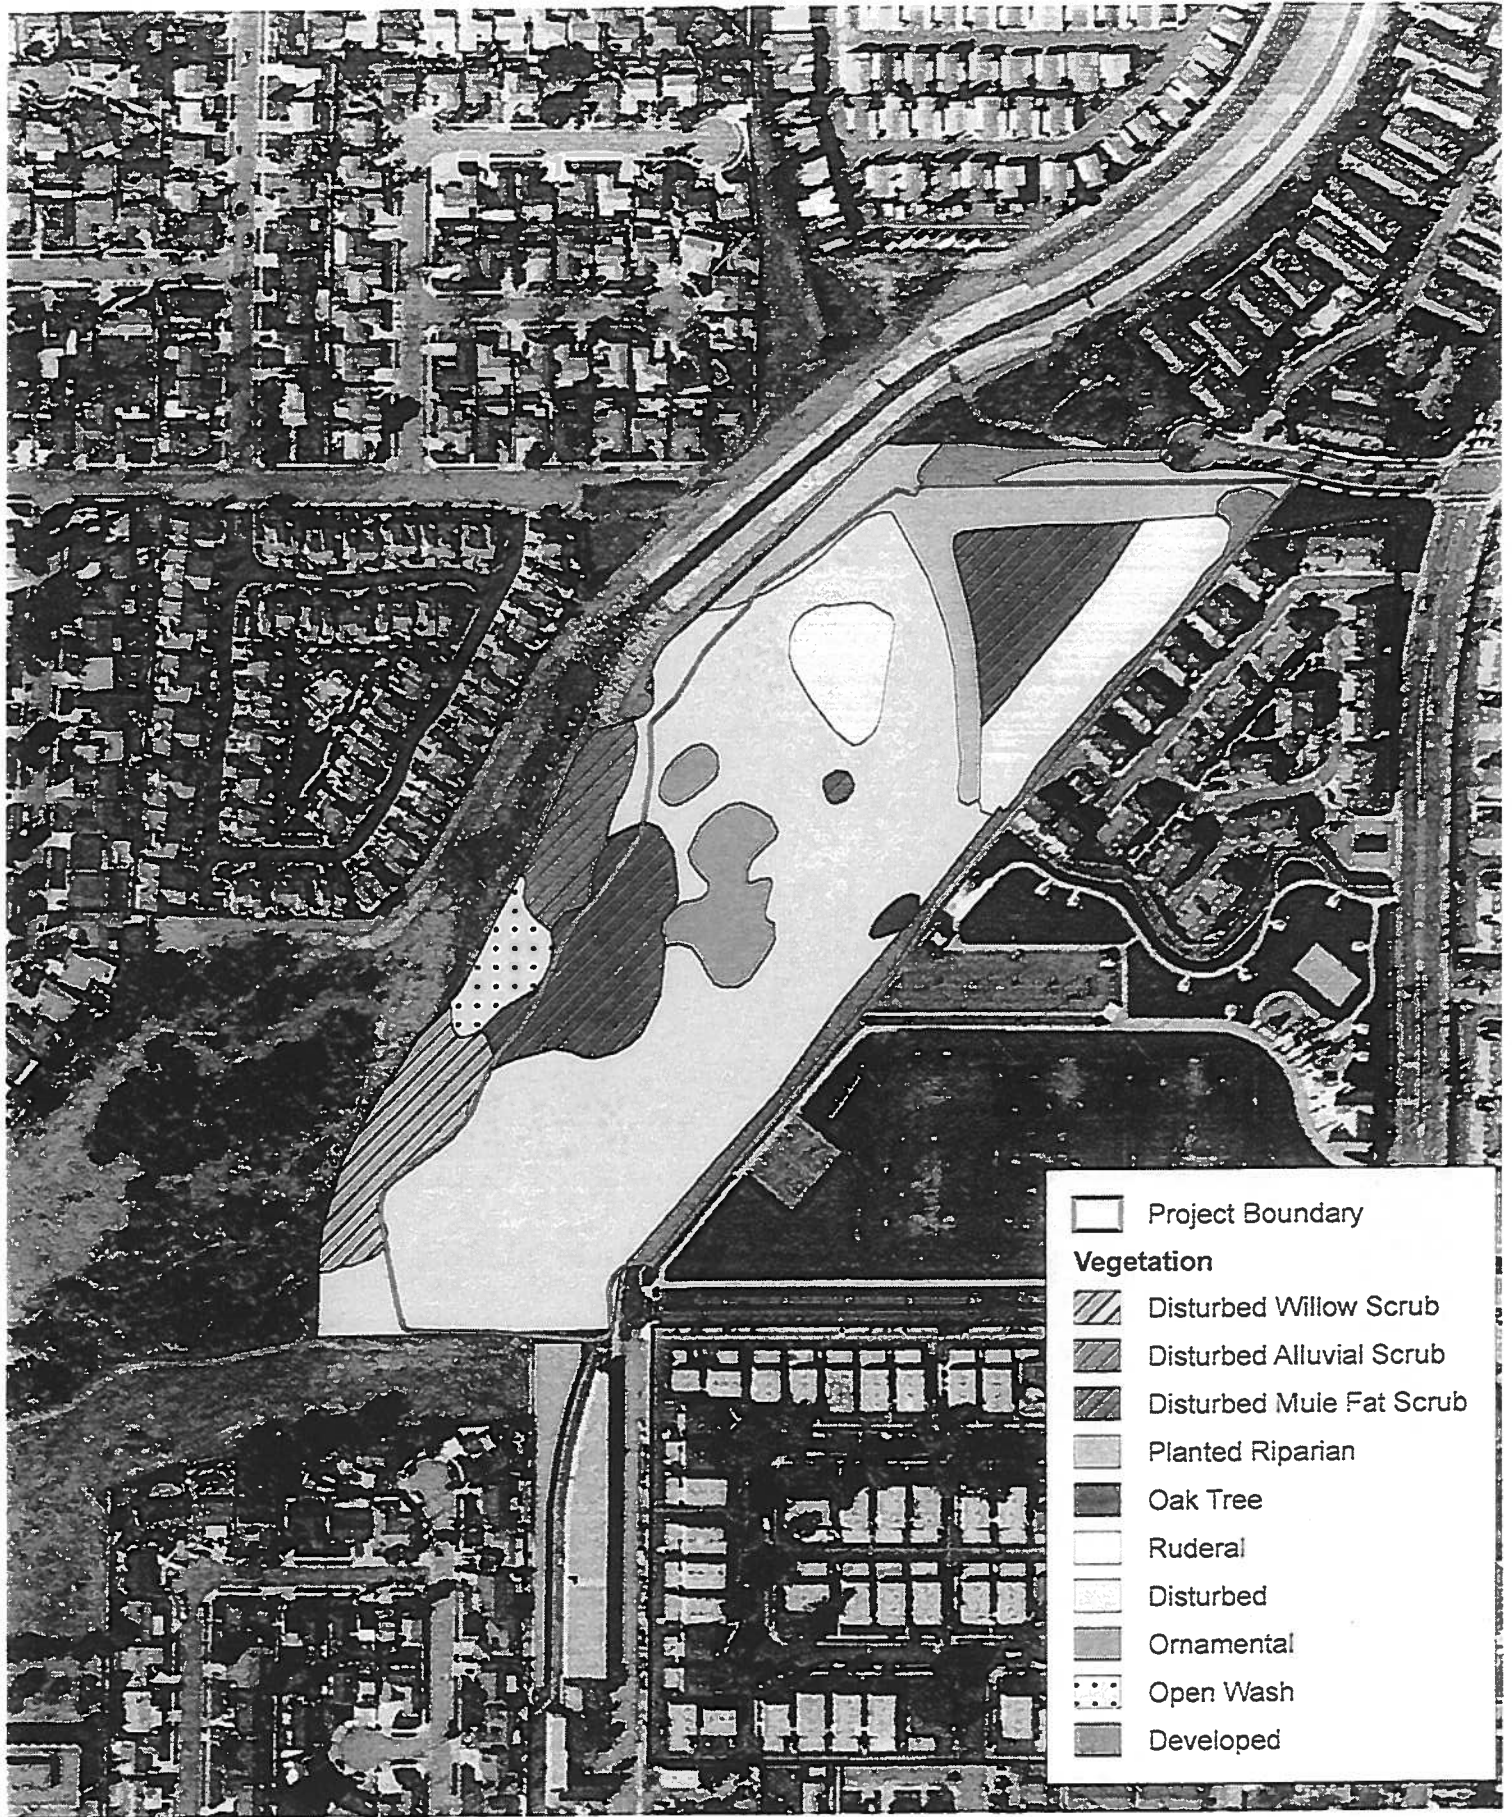 Project Boundary
Vegetation
Disturbed Willow Scrub
Disturbed Alluvial Scrub
Disturbed Mule Fat Scrub
Planted Riparian
Oak Tree
Ruderal
Disturbed
Ornamental
Open Wash
Developed